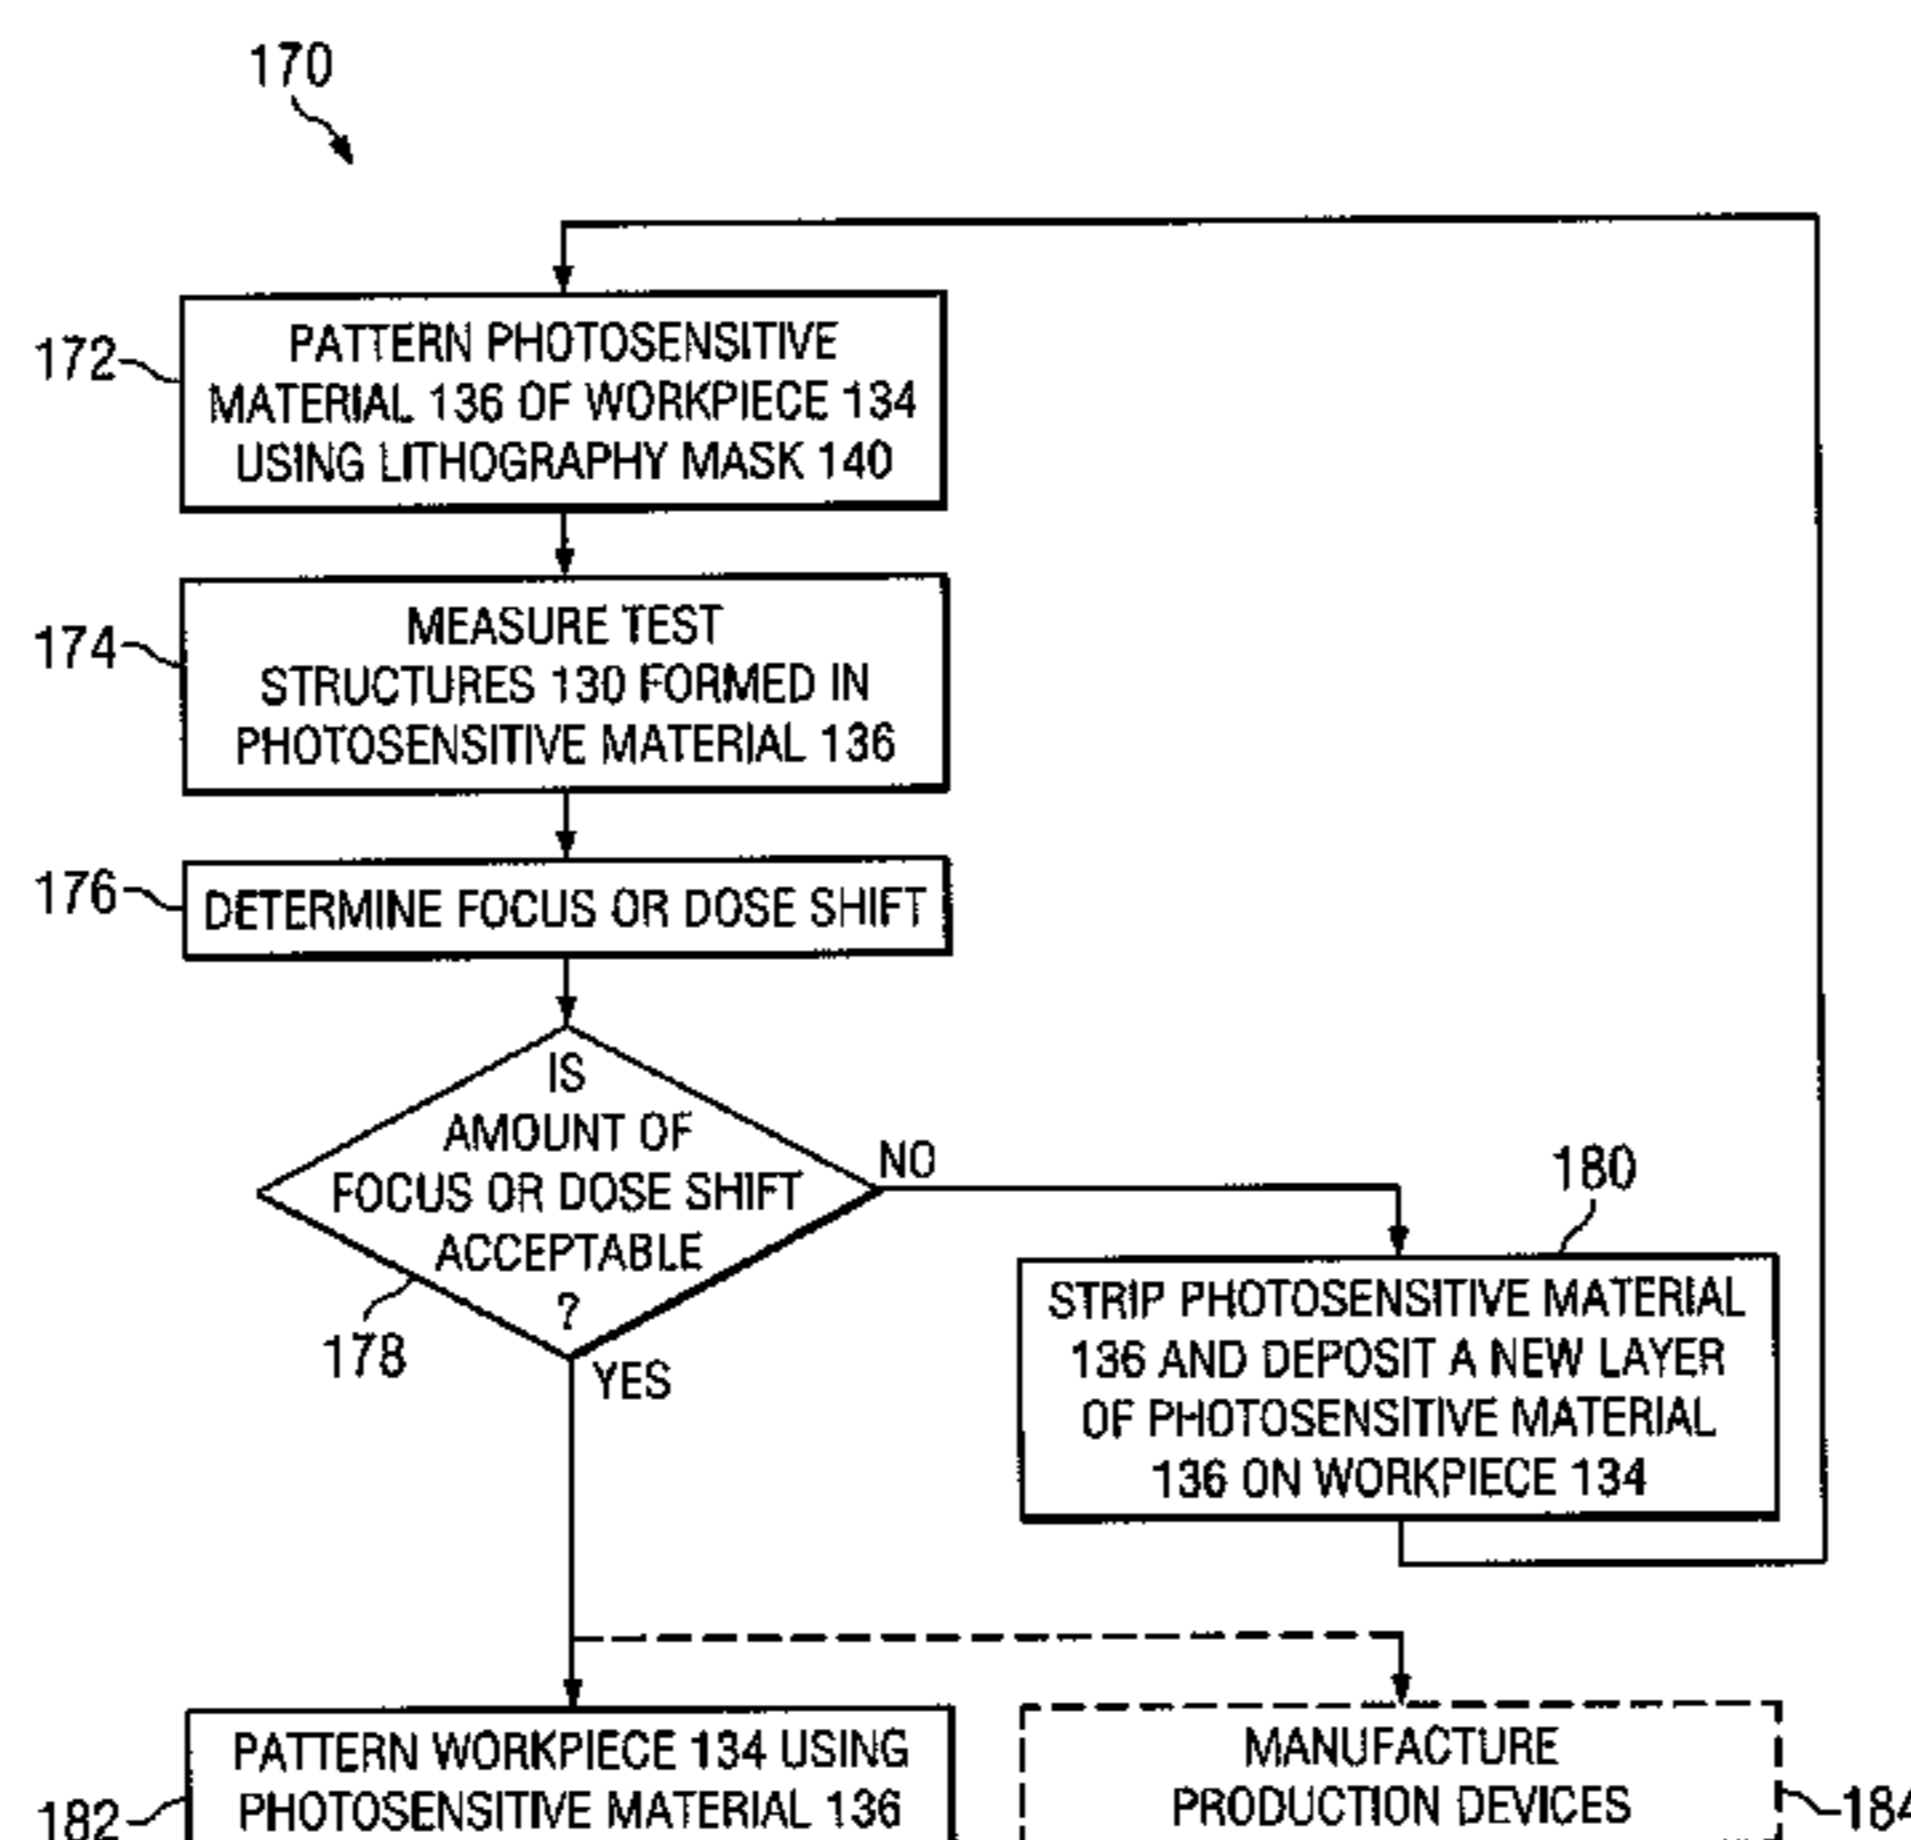 170
172
PATTERN PHOTOSENSITIVE
MATERIAL 136 OF WORKPIECE 134
USING LITHOGRAPHY MASK 140
174
MEASURE TEST
STRUCTURES 130 FORMED IN
PHOTOSENSITIVE MATERIAL 136
176
DETERMINE FOCUS OR DOSE SHIFT
IS
AMOUNT OF
FOCUS OR DOSE SHIFT
ACCEPTABLE
?
178
NO
YES
180
STRIP PHOTOSENSITIVE MATERIAL
136 AND DEPOSIT A NEW LAYER
OF PHOTOSENSITIVE MATERIAL
136 ON WORKPIECE 134
182
PATTERN WORKPIECE 134 USING
PHOTOSENSITIVE MATERIAL 136
MANUFACTURE
PRODUCTION DEVICES
184